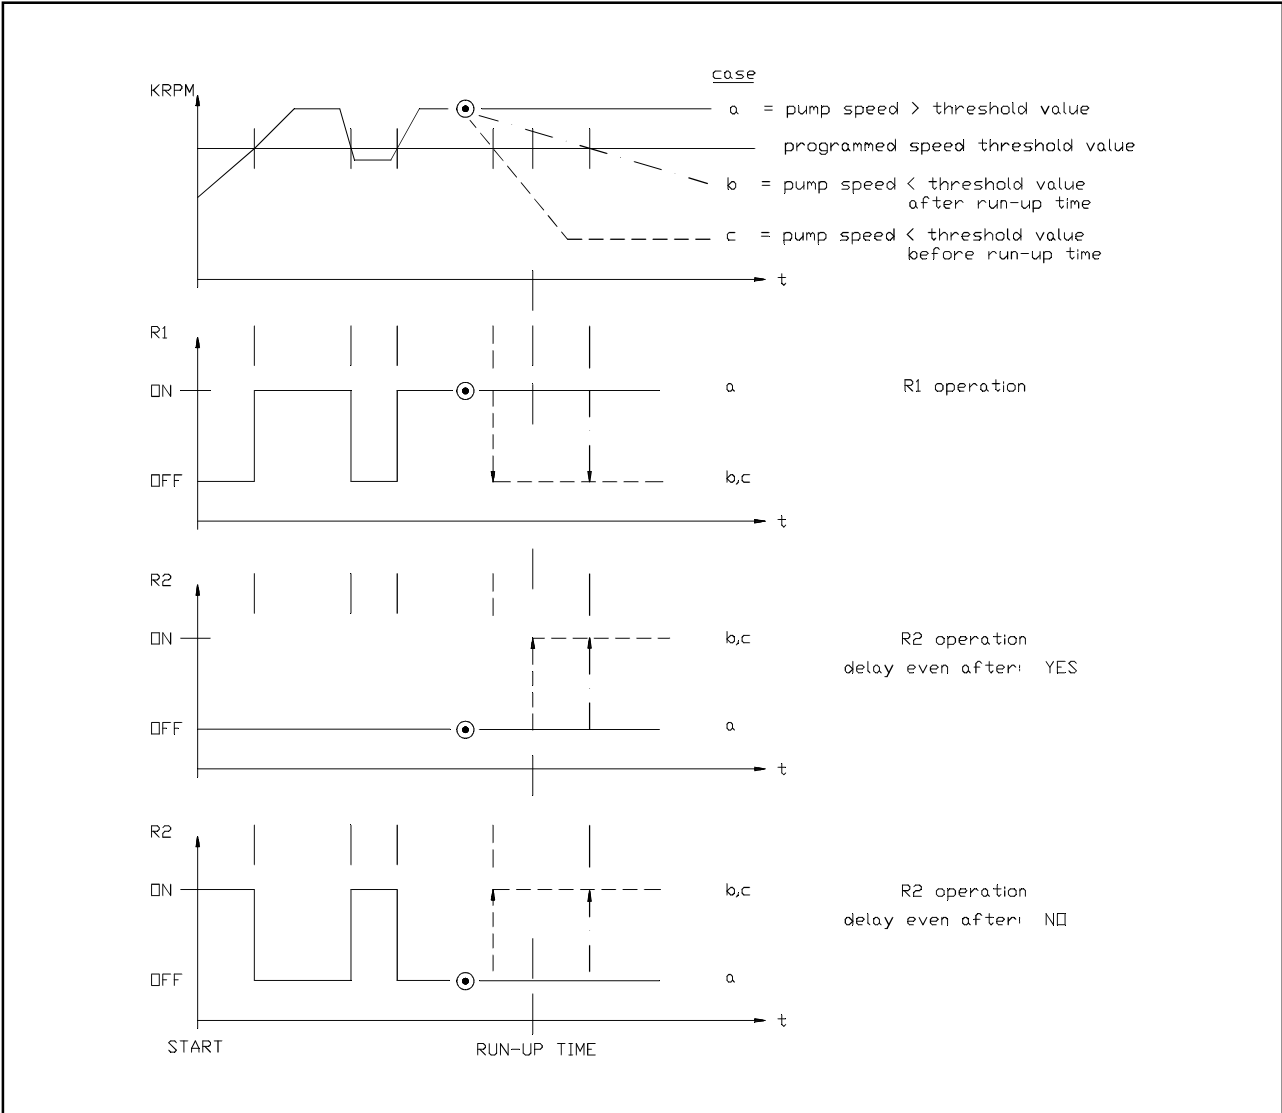 case
KRPM
a = pump speed > threshold value
programmed speed threshold value
b = pump speed < threshold value
after run-up time
c = pump speed < threshold value
before run-up time
t
R1
ON
a
R1 operation
OFF
b,c
t
R2
ON
b,c
R2 operation
delay even after: YES
OFF
a
t
R2
ON
b,c
R2 operation
delay even after: NO
OFF
a
t
START
RUN-UP TIME